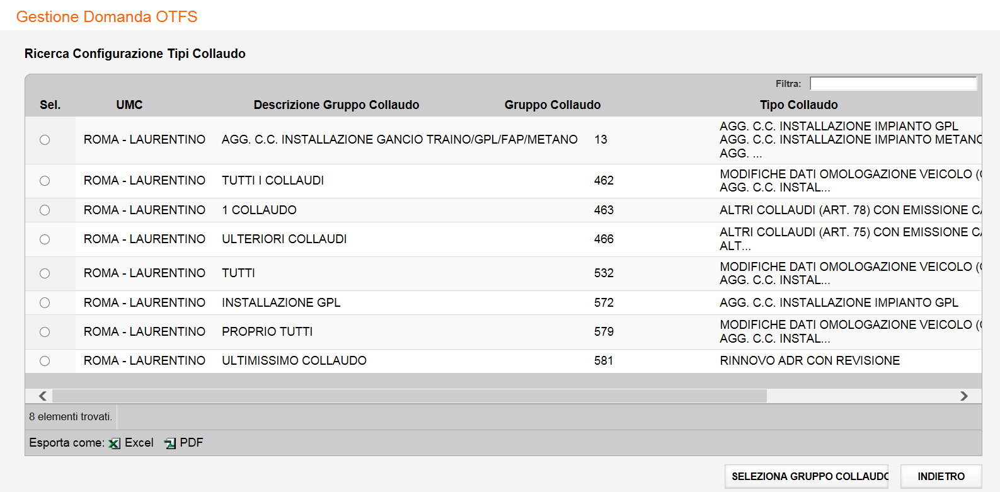 Gestione Domanda OTFS
Ricerca Configurazione Tipi Collaudo
Filtra:
Sel. UMC Descrizione Gruppo Collaudo Gruppo Collaudo Tipo Collaudo
ROMA - LAURENTINO AGG. C.C. INSTALLAZIONE GANCIO TRAINO/GPL/FAP/METANO 13 AGG. C.C. INSTALLAZIONE IMPIANTO GPL
AGG. C.C. INSTALLAZIONE IMPIANTO METANO
AGG. ...
ROMA - LAURENTINO TUTTI I COLLAUDI 462 MODIFICHE DATI OMOLOGAZIONE VEICOLO (
AGG. C.C. INSTAL...
ROMA - LAURENTINO 1 COLLAUDO 463 ALTRI COLLAUDI (ART. 78) CON EMISSIONE CA
ROMA - LAURENTINO ULTERIORI COLLAUDI 466 ALTRI COLLAUDI (ART. 75) CON EMISSIONE CA
ALT...
ROMA - LAURENTINO TUTTI 532 MODIFICHE DATI OMOLOGAZIONE VEICOLO (
AGG. C.C. INSTAL...
ROMA - LAURENTINO INSTALLAZIONE GPL 572 AGG. C.C. INSTALLAZIONE IMPIANTO GPL
ROMA - LAURENTINO PROPRIO TUTTI 579 MODIFICHE DATI OMOLOGAZIONE VEICOLO (
AGG. C.C. INSTAL...
ROMA - LAURENTINO ULTIMISSIMO COLLAUDO 581 RINNOVO ADR CON REVISIONE
8 elementi trovati.
Esporta come: Excel PDF
SELEZIONA GRUPPO COLLAUDO INDIETRO